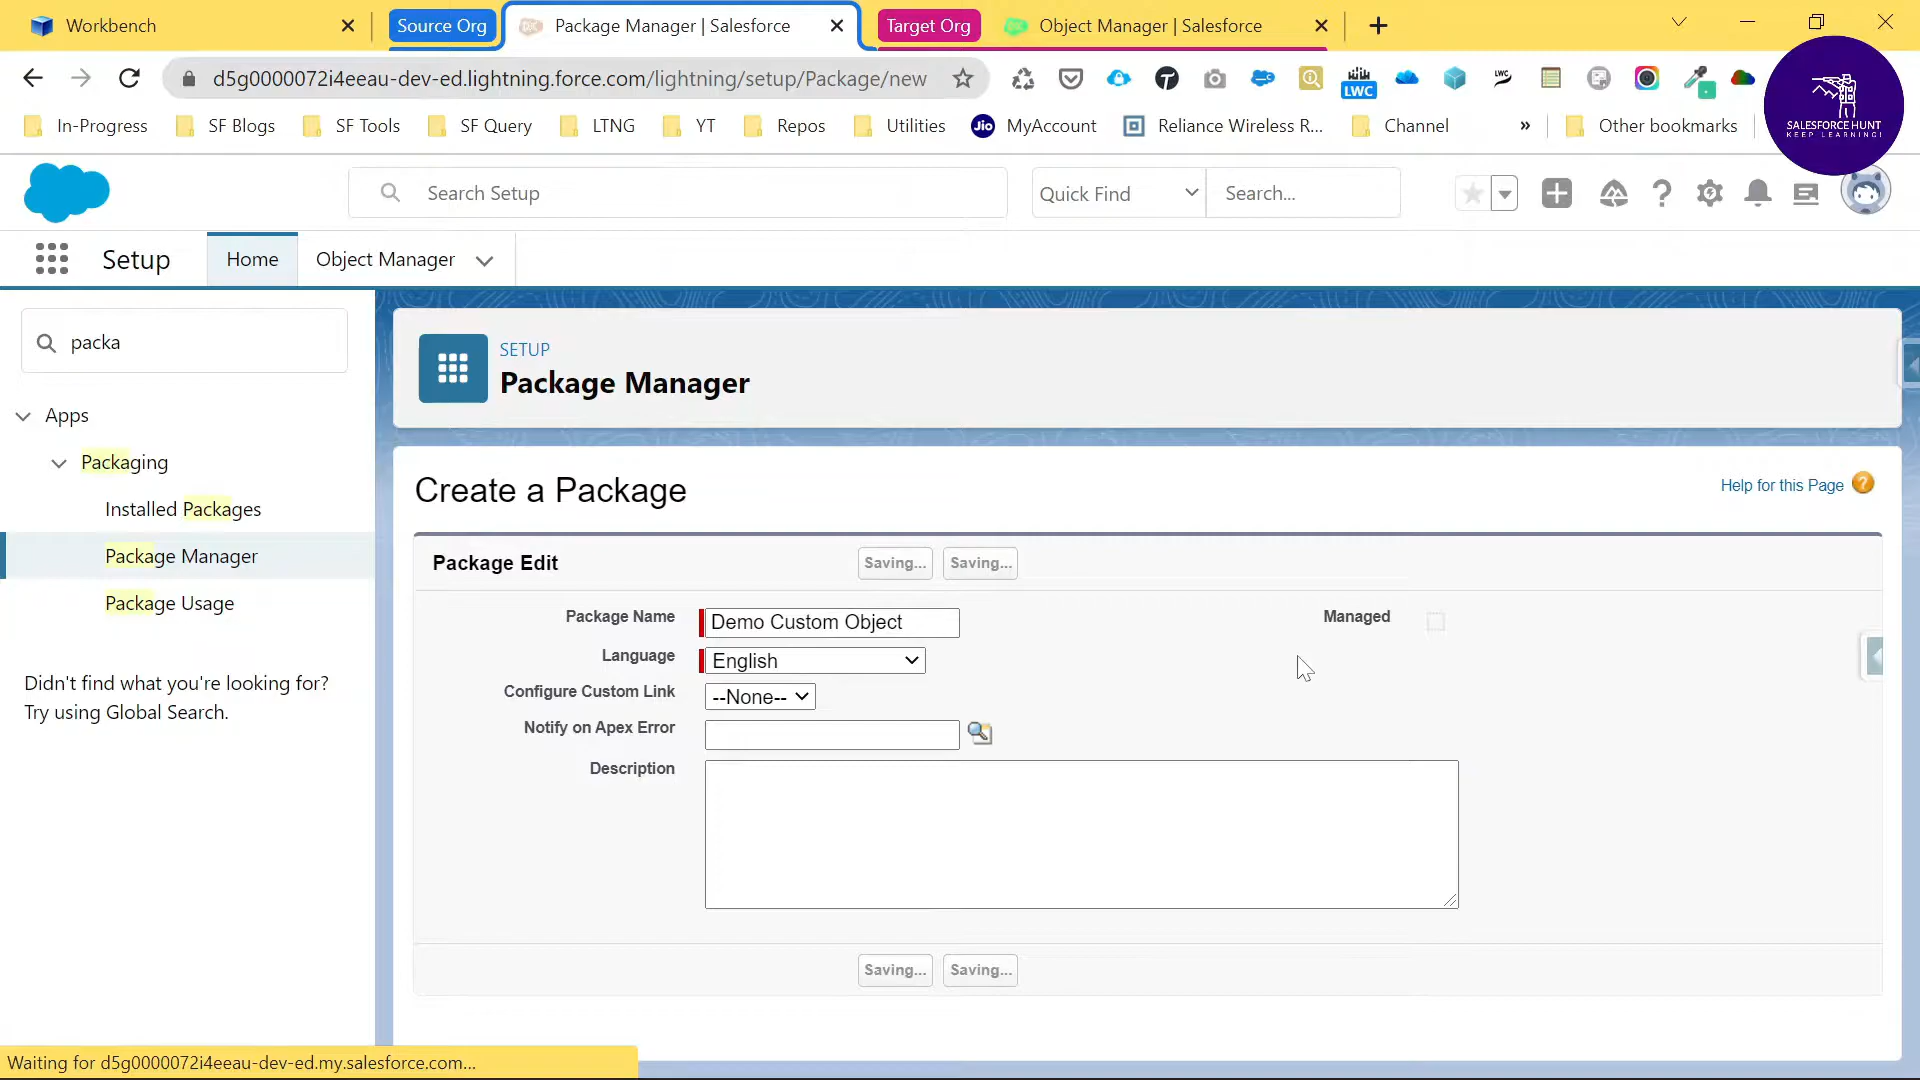 Workbench
Source Org
Package Manager | Salesforce
Target Org
Object Manager | Salesforce
d5g0000072i4eeau-dev-ed.lightning.force.com/lightning/setup/Package/new
LWC
LWC
In-Progress
SF Blogs
SF Tools
SF Query
LTNG
YT
Repos
Utilities
Jio
MyAccount
Reliance Wireless R...
Channel
»
Other bookmarks
SALESFORCE HUNT
KEEP LEARNING!
Search Setup
Quick Find
Search...
Setup
Home
Object Manager
packa
Apps
Packaging
Installed Packages
Package Manager
Package Usage
Didn't find what you're looking for?
Try using Global Search.
SETUP
Package Manager
Create a Package
Help for this Page
Package Edit
Saving...
Saving...
Package Name
Demo Custom Object
Managed
Language
English
Configure Custom Link
--None--
Notify on Apex Error
Description
Saving...
Saving...
Waiting for d5g0000072i4eeau-dev-ed.my.salesforce.com...